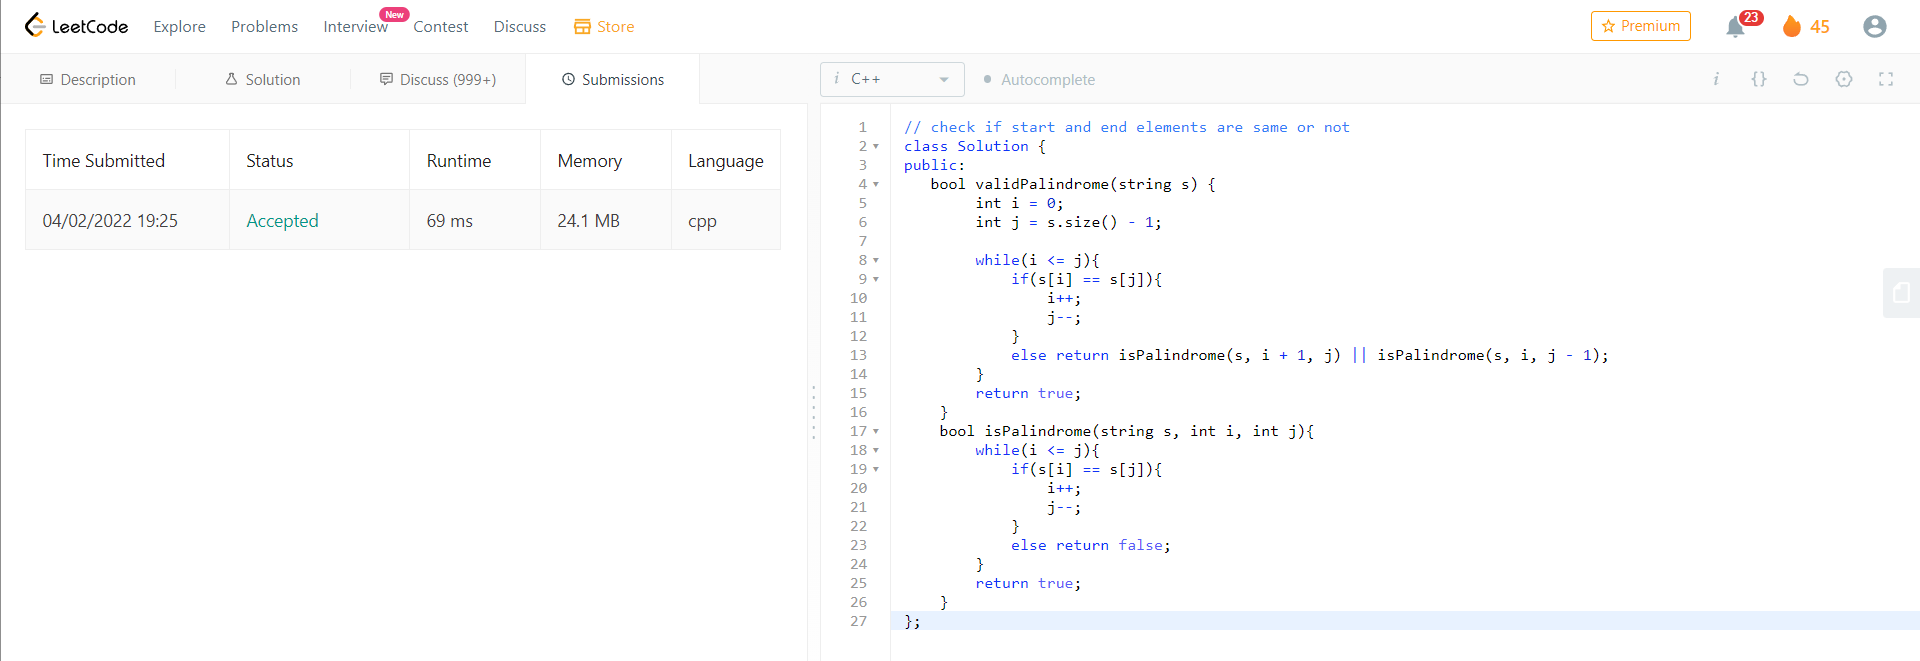 LeetCode Explore Problems Interview New Contest Discuss Store Premium 23 45
Description Solution Discuss (999+) Submissions
i C++ Autocomplete i {}
Time Submitted Status Runtime Memory Language
04/02/2022 19:25 Accepted 69 ms 24.1 MB cpp
1 // check if start and end elements are same or not
2 class Solution {
3 public:
4    bool validPalindrome(string s) {
5         int i = 0;
6         int j = s.size() - 1;
7
8         while(i <= j){
9             if(s[i] == s[j]){
10                 i++;
11                 j--;
12             }
13             else return isPalindrome(s, i + 1, j) || isPalindrome(s, i, j - 1);
14         }
15         return true;
16     }
17     bool isPalindrome(string s, int i, int j){
18         while(i <= j){
19             if(s[i] == s[j]){
20                 i++;
21                 j--;
22             }
23             else return false;
24         }
25         return true;
26     }
27 };